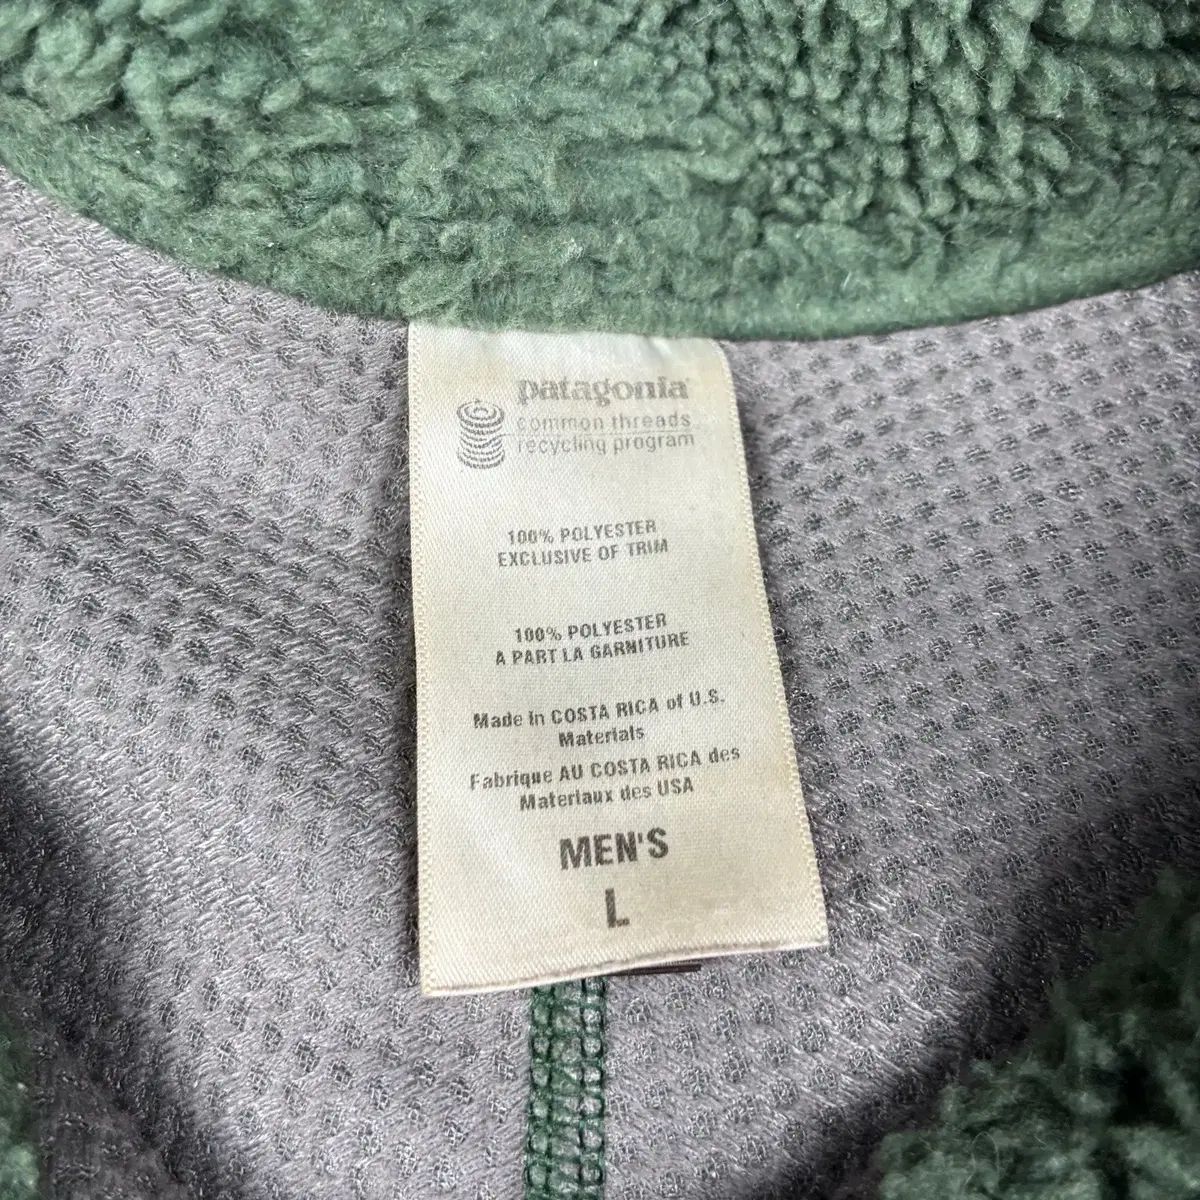 patagonia®
common threads
recycling program
100% POLYESTER
EXCLUSIVE OF TRIM
100% POLYESTER
A PART LA GARNITURE
Made in COSTA RICA of U.S.
Materials
Fabrique AU COSTA RICA des
Materiaux des USA
MEN'S
L